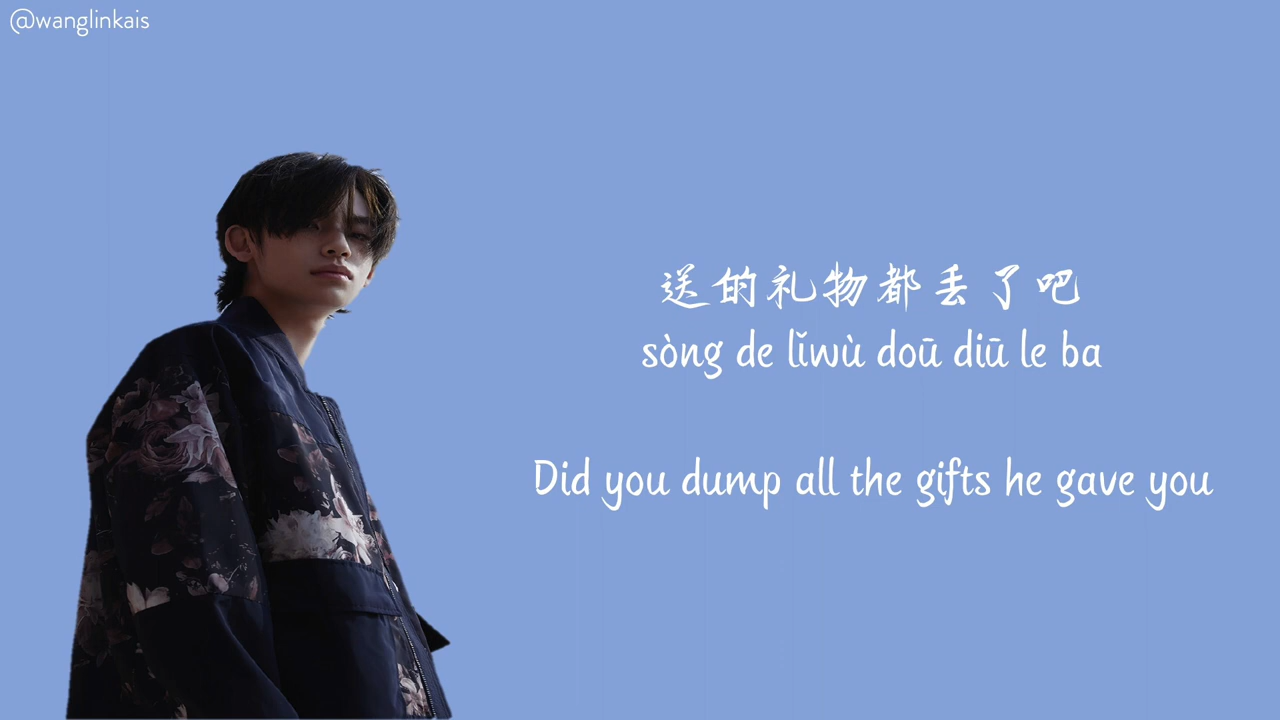 @wanglinkais
送的礼物都丢了吧
sòng de lǐwù doū diū le ba
Did you dump all the gifts he gave you